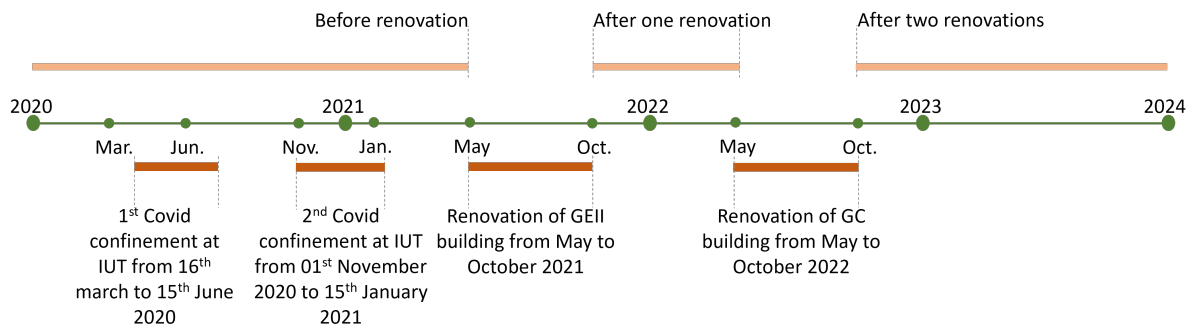 Before renovation
After one renovation
After two renovations
2020
2021
2022
2023
2024
Mar.
Jun.
Nov.
Jan.
May
Oct.
May
Oct.
1st Covid
confinement at
IUT from 16th
march to 15th June
2020
2nd Covid
confinement at IUT
from 01st November
2020 to 15th January
2021
Renovation of GEII
building from May to
October 2021
Renovation of GC
building from May to
October 2022